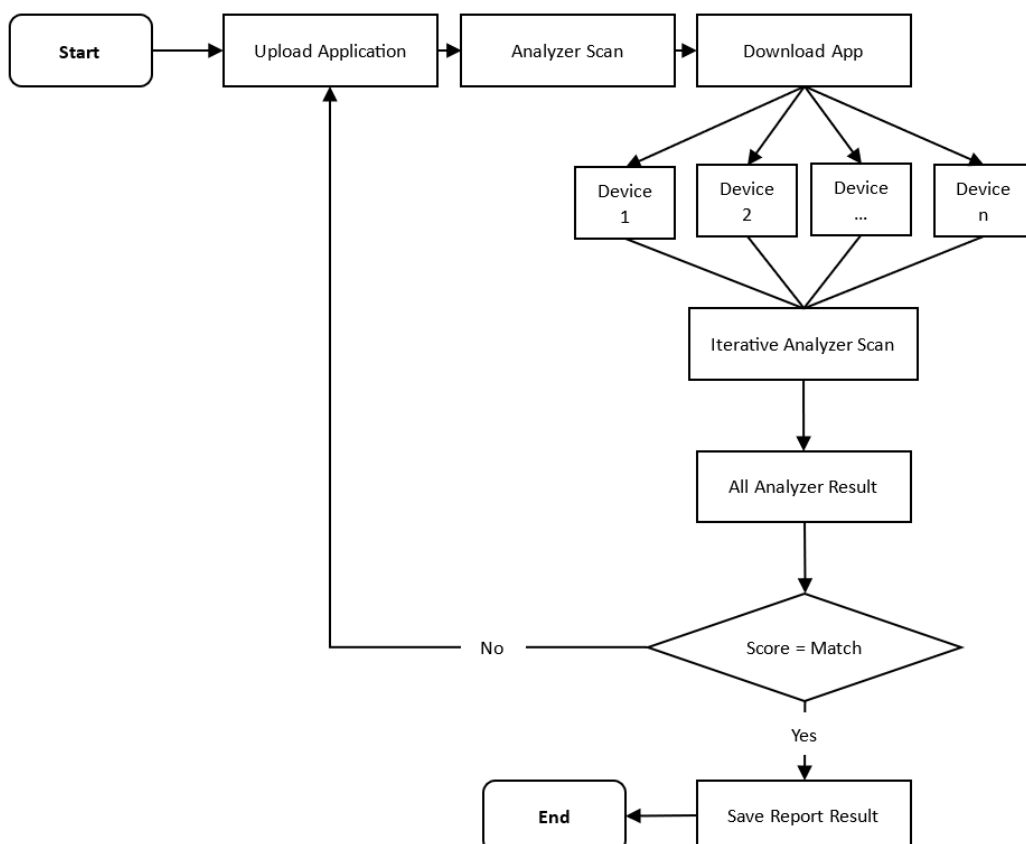 Start
Upload Application
Analyzer Scan
Download App
Device
1
Device
2
Device
...
Device
n
Iterative Analyzer Scan
All Analyzer Result
Score = Match
No
Yes
End
Save Report Result